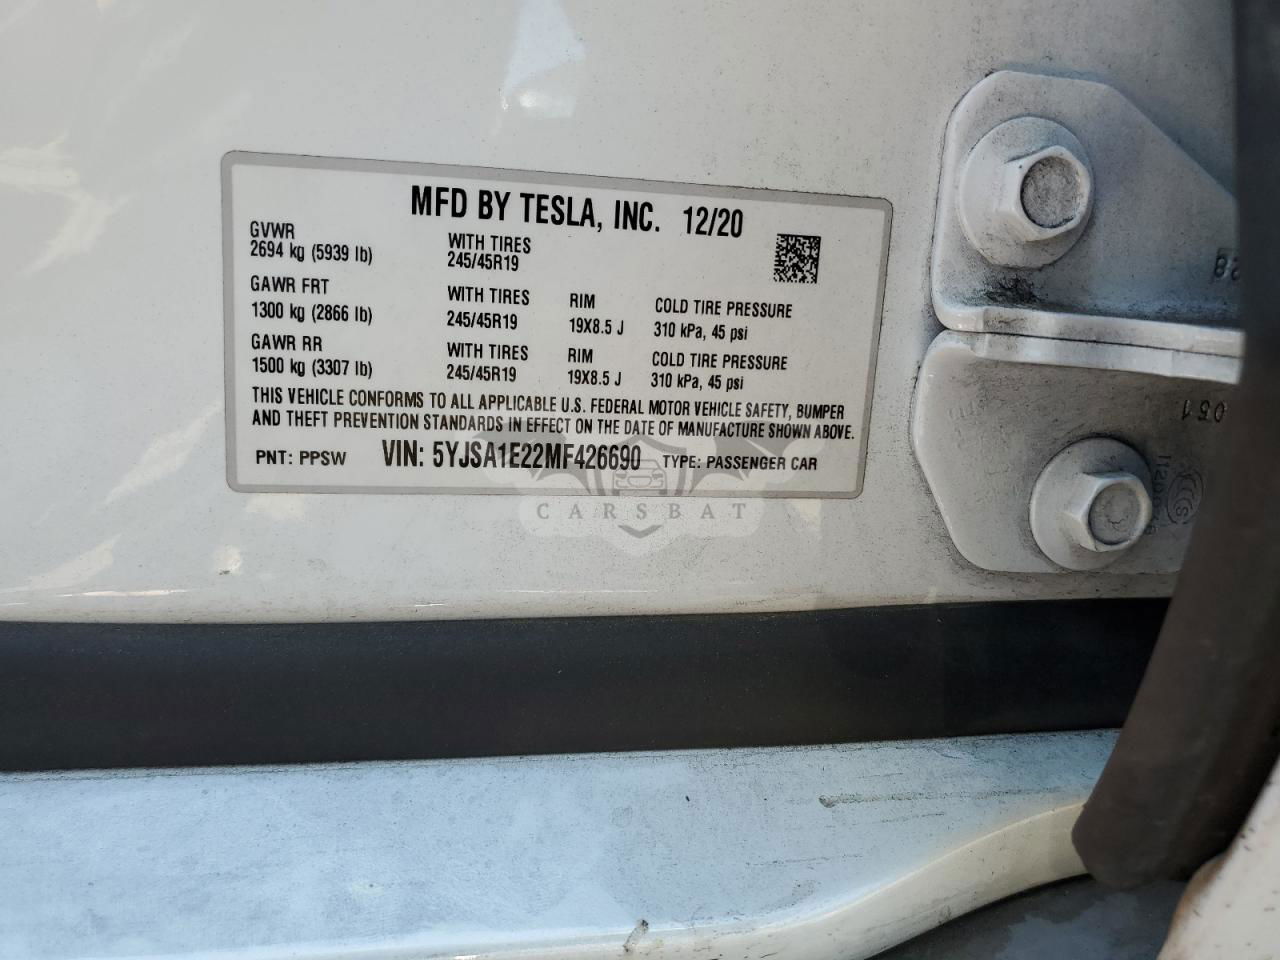 MFD BY TESLA, INC. 12/20
GVWR
2694 kg (5939 lb)
WITH TIRES
245/45R19
GAWR FRT
1300 kg (2866 lb)
WITH TIRES
245/45R19
RIM
19X8.5 J
COLD TIRE PRESSURE
310 kPa, 45 psi
GAWR RR
1500 kg (3307 lb)
WITH TIRES
245/45R19
RIM
19X8.5 J
COLD TIRE PRESSURE
310 kPa, 45 psi
THIS VEHICLE CONFORMS TO ALL APPLICABLE U.S. FEDERAL MOTOR VEHICLE SAFETY, BUMPER
AND THEFT PREVENTION STANDARDS IN EFFECT ON THE DATE OF MANUFACTURE SHOWN ABOVE.
PNT: PPSW VIN: 5YJSA1E22MF426690 TYPE: PASSENGER CAR
CARSBAT
051